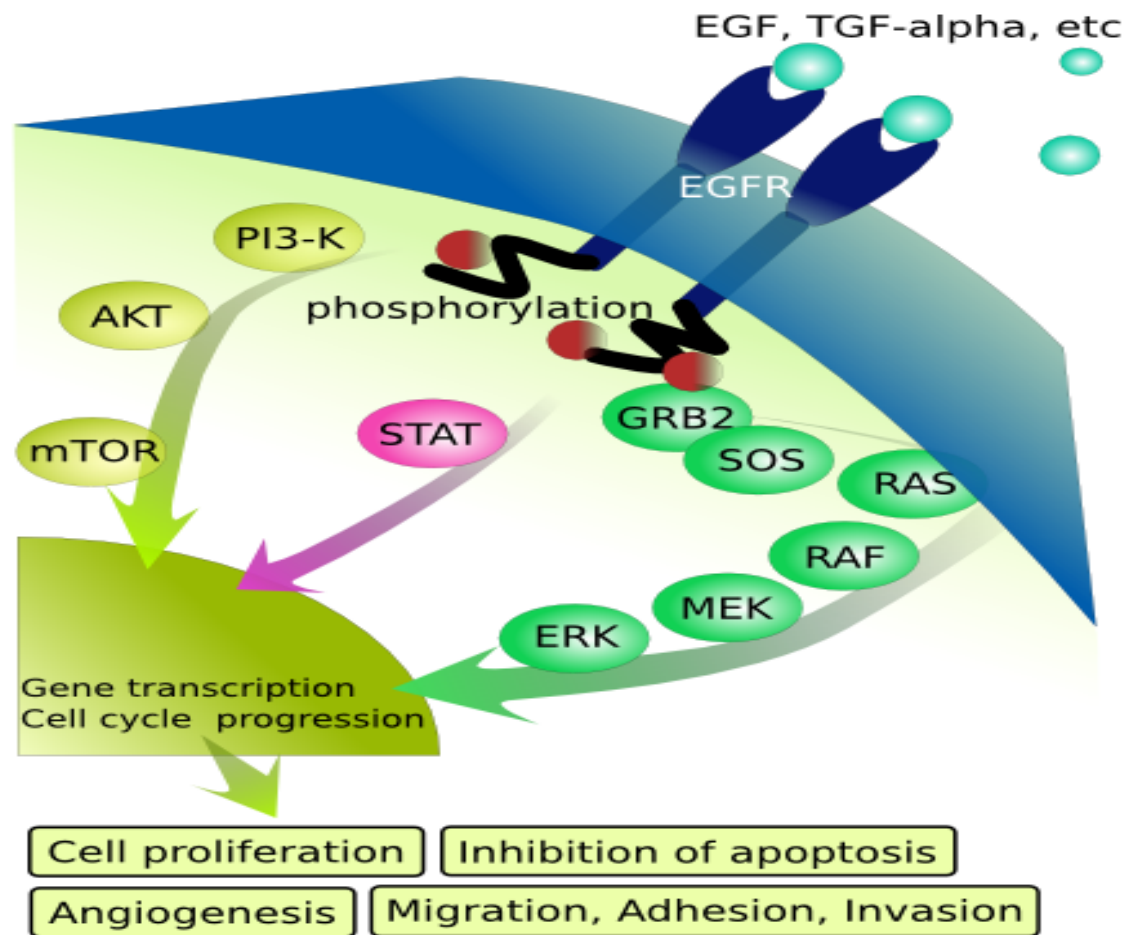 EGF, TGF-alpha, etc
EGFR
PI3-K
AKT
phosphorylation
mTOR
STAT
GRB2
SOS
RAS
RAF
MEK
ERK
Gene transcription
Cell cycle progression
Cell proliferation
Inhibition of apoptosis
Angiogenesis
Migration, Adhesion, Invasion